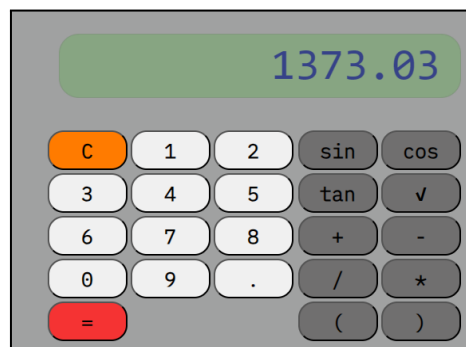 1373.03
C 1 2 sin cos
3 4 5 tan √
6 7 8 + -
0 9 . / *
= ( )